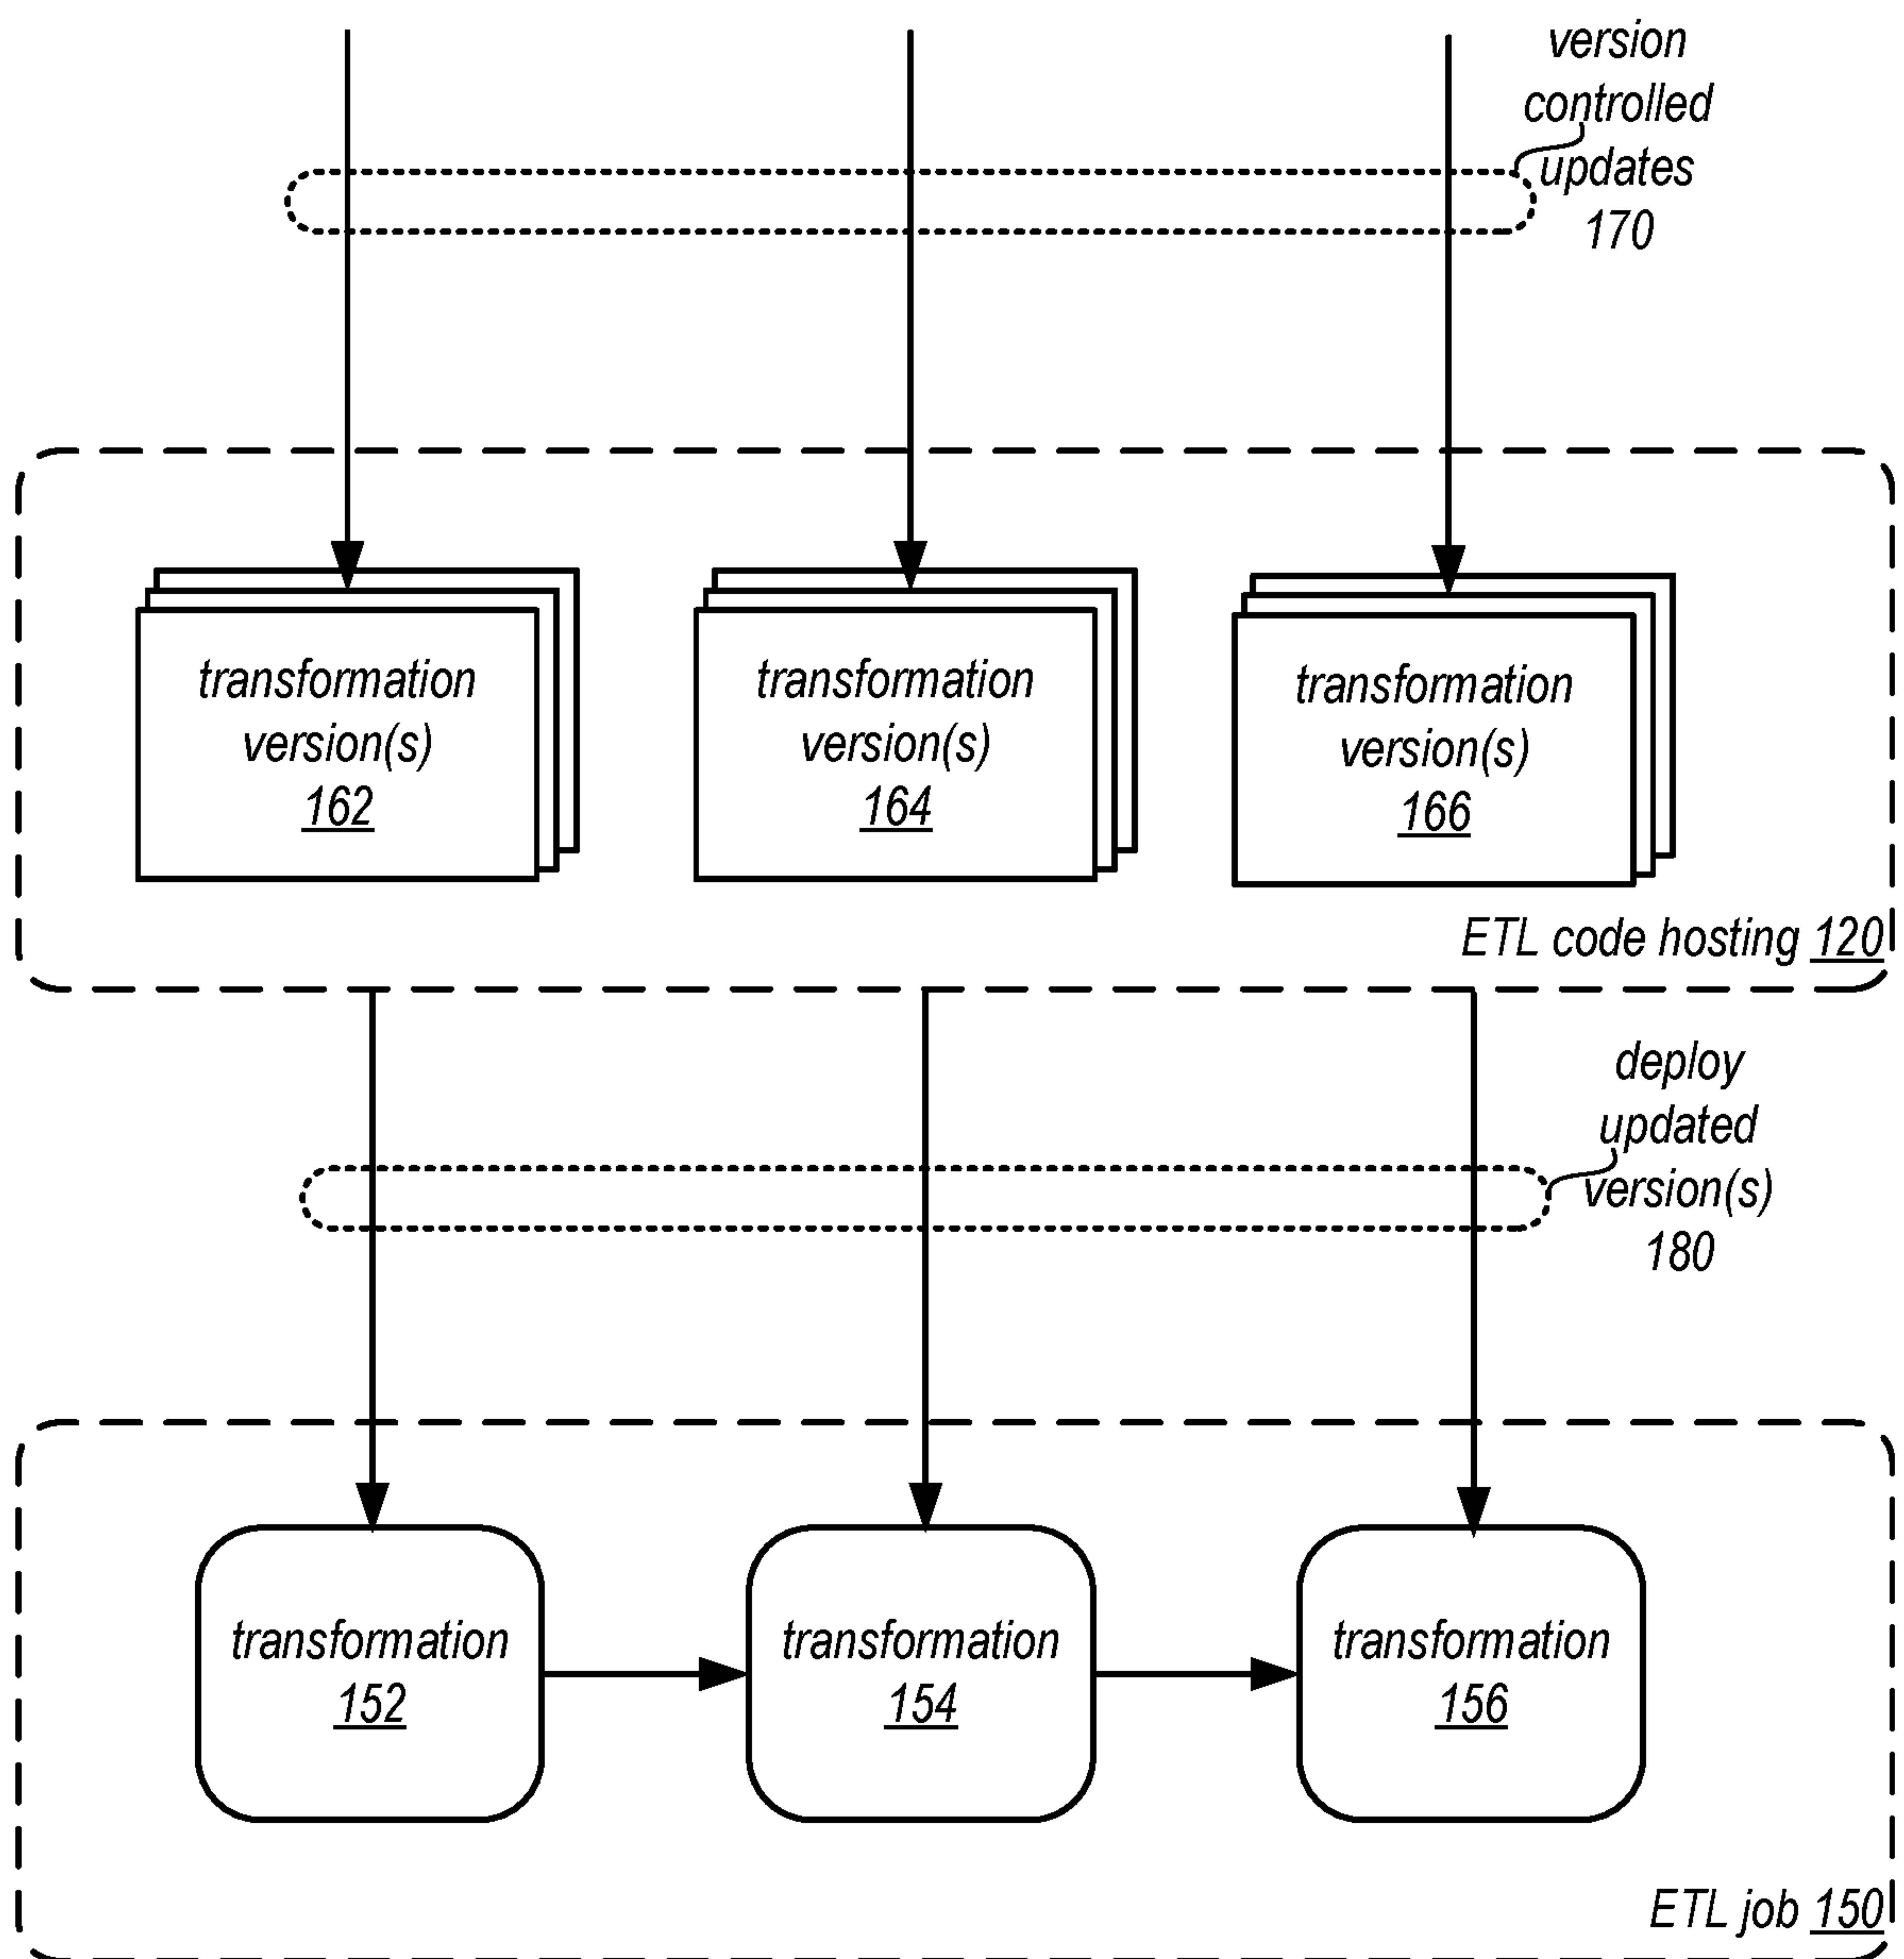 version
controlled
updates
170
transformation
version(s)
162
transformation
version(s)
164
transformation
version(s)
166
ETL code hosting 120
deploy
updated
version(s)
180
transformation
152
transformation
154
transformation
156
ETL job 150